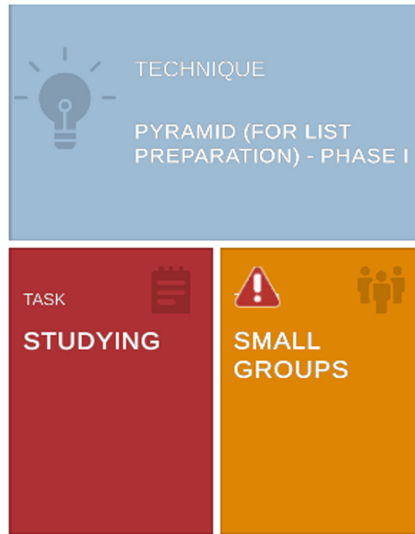 TECHNIQUE
PYRAMID (FOR LIST
PREPARATION) - PHASE I
TASK
STUDYING
SMALL
GROUPS